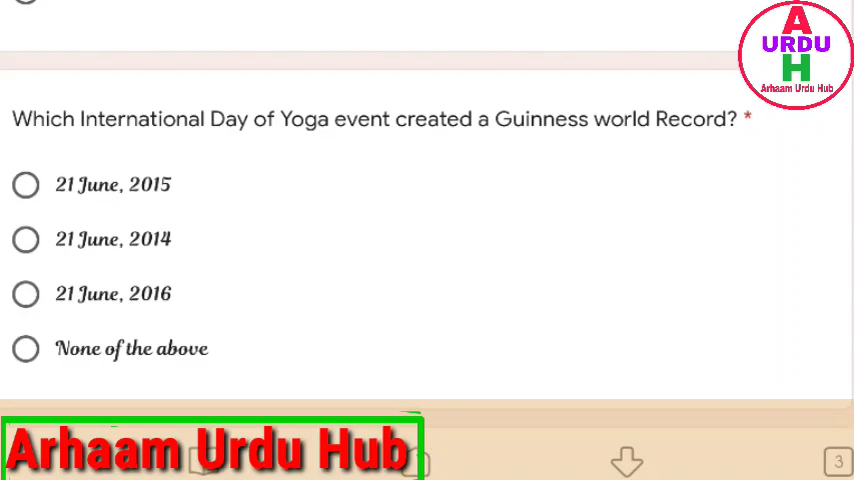 A
URDU
H
Arhaam Urdu Hub
Which International Day of Yoga event created a Guinness world Record? *
21 June, 2015
21 June, 2014
21 June, 2016
None of the above
Arhaam Urdu Hub
3